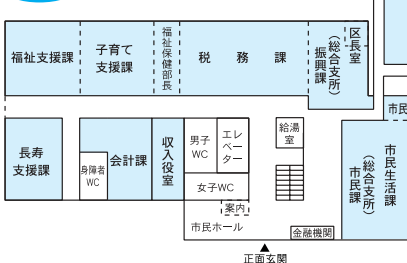 福祉支援課
子育て
支援課
福祉保健部長
税務課
(総合支所)
振興課
区長室
長寿
支援課
身障者
WC
会計課
収入役室
男子
WC
エレベーター
女子WC
給湯
室
案内
市民ホール
金融機関
正面玄関
市民
市民生活課
(総合支所)
市民課